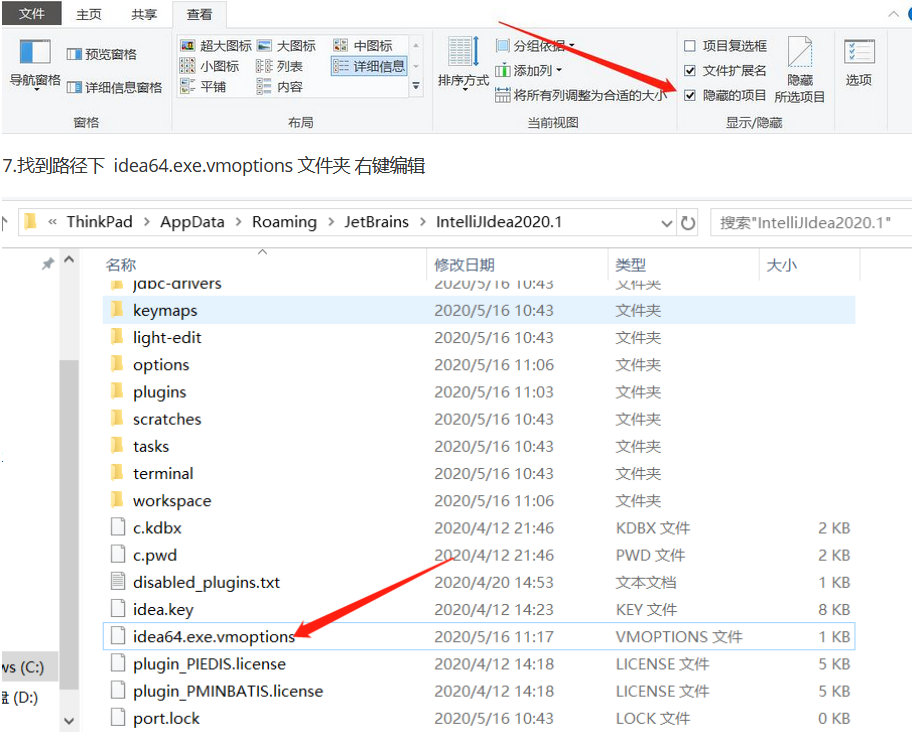 文件 主页 共享 查看
预览窗格 超大图标 大图标 中图标 分组依据 项目复选框
导航窗格 小图标 列表 详细信息 排序方式 添加列 文件扩展名 隐藏 选项
详细信息窗格 平铺 内容 将所有列调整为合适的大小 隐藏的项目 所选项目
窗格 布局 当前视图 显示/隐藏
7.找到路径下 idea64.exe.vmoptions 文件夹 右键编辑
« ThinkPad > AppData > Roaming > JetBrains > IntelliJIdea2020.1 搜索"IntelliJIdea2020.1"
名称 修改日期 类型 大小
jdbc-drivers 2020/5/16 10:43 文件夹
keymaps 2020/5/16 10:43 文件夹
light-edit 2020/5/16 10:43 文件夹
options 2020/5/16 11:06 文件夹
plugins 2020/5/16 11:03 文件夹
scratches 2020/5/16 10:43 文件夹
tasks 2020/5/16 10:43 文件夹
terminal 2020/5/16 10:43 文件夹
workspace 2020/5/16 11:06 文件夹
c.kdbx 2020/4/12 21:46 KDBX 文件 2 KB
c.pwd 2020/4/12 21:46 PWD 文件 2 KB
disabled_plugins.txt 2020/4/20 14:53 文本文档 1 KB
idea.key 2020/4/12 14:23 KEY 文件 8 KB
idea64.exe.vmoptions 2020/5/16 11:17 VMOPTIONS 文件 1 KB
ws (C:) plugin_PIEDIS.license 2020/4/12 14:18 LICENSE 文件 5 KB
盘 (D:) plugin_PMINBATIS.license 2020/4/12 14:18 LICENSE 文件 5 KB
port.lock 2020/5/16 10:43 LOCK 文件 0 KB